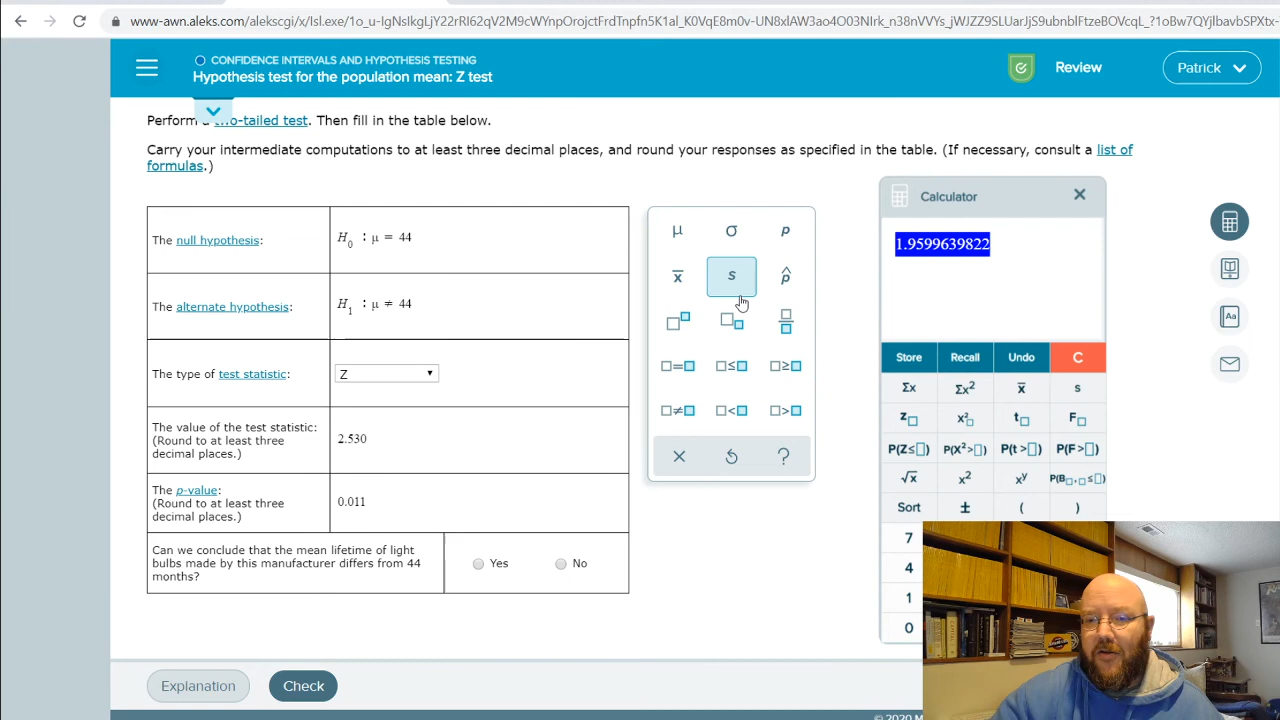 www-awn.aleks.com/alekscgi/x/Isl.exe/1o_u-IgNsIkgLjY22rRI62qV2M9cWYnpOrojctFrdTnpfn5K1al_K0VqE8m0v-UN8xlAW3ao4O03NIrk_n38nVVYs_jWJZZ9SLUarJjS9ubnblFtzeBOVcqL_?1oBw7QYjlbavbSPXtx-
CONFIDENCE INTERVALS AND HYPOTHESIS TESTING
Hypothesis test for the population mean: Z test
Review
Patrick
Perform a two-tailed test. Then fill in the table below.
Carry your intermediate computations to at least three decimal places, and round your responses as specified in the table. (If necessary, consult a list of
formulas.)
The null hypothesis:
H0 : μ = 44
The alternate hypothesis:
H1 : μ ≠ 44
The type of test statistic:
Z
The value of the test statistic:
(Round to at least three
decimal places.)
2.530
The p-value:
(Round to at least three
decimal places.)
0.011
Can we conclude that the mean lifetime of light
bulbs made by this manufacturer differs from 44
months?
Yes
No
μ σ p
x̅ s p̂
□□ □□ □/□
□=□ □≤□ □≥□
□≠□ □<□ □>□
× ?
Calculator
1.9599639822
Store Recall Undo C
Σx Σx² x̅ s
z□ x²□ t□ F□
P(Z≤□) P(X²>□) P(t >□) P(F>□)
√x x² xʸ P(B□,□≤□)
Sort ± ( )
7
4
1
0
Aa
Explanation
Check
© 2020 M